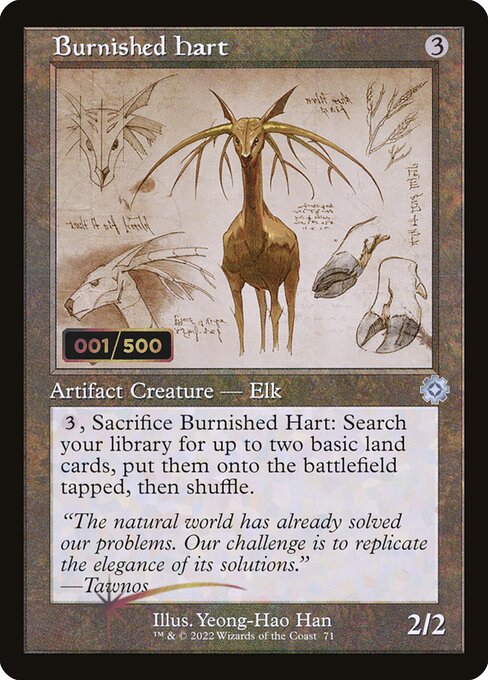 Burnished Hart 3
001/500
Artifact Creature — Elk
3, Sacrifice Burnished Hart: Search
your library for up to two basic land
cards, put them onto the battlefield
tapped, then shuffle.
“The natural world has already solved
our problems. Our challenge is to replicate
the elegance of its solutions.”
—Tawnos
Illus. Yeong-Hao Han
™ & © 2022 Wizards of the Coast 71
2/2